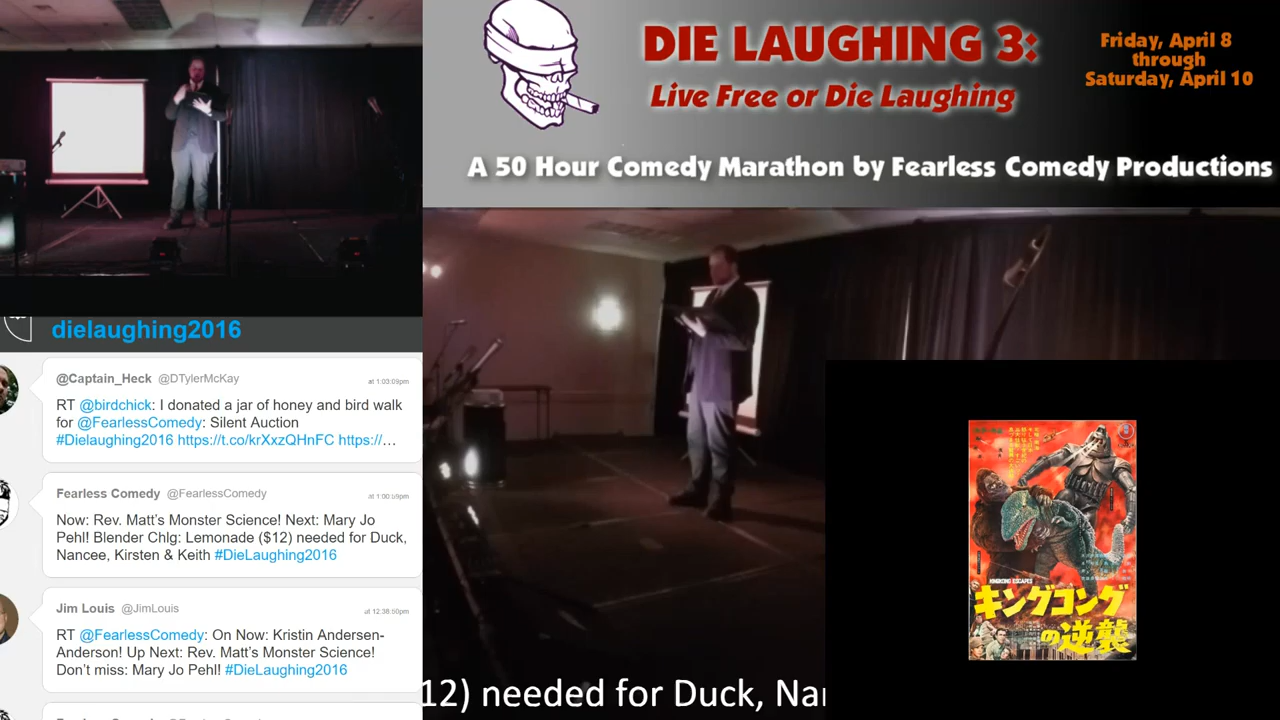 DIE LAUGHING 3:
Live Free or Die Laughing
Friday, April 8
through
Saturday, April 10
A 50 Hour Comedy Marathon by Fearless Comedy Productions
dielaughing2016
@Captain_Heck @DTylerMcKay
RT @birdchick: I donated a jar of honey and bird walk
for @FearlessComedy: Silent Auction
#Dielaughing2016 https://t.co/krXxzQHnFC https://…
Fearless Comedy @FearlessComedy
Now: Rev. Matt's Monster Science! Next: Mary Jo
Pehl! Blender Chlg: Lemonade ($12) needed for Duck,
Nancee, Kirsten & Keith #DieLaughing2016
Jim Louis @JimLouis
RT @FearlessComedy: On Now: Kristin Andersen-
Anderson! Up Next: Rev. Matt's Monster Science!
Don't miss: Mary Jo Pehl! #DieLaughing2016
KINGKONG ESCAPES
キングコング
の逆襲
12) needed for Duck, Nan